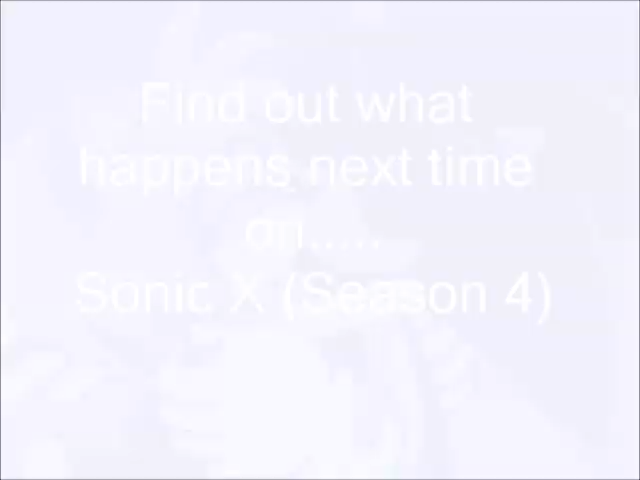 Find out what
happens next time
on.....
Sonic X (Season 4)